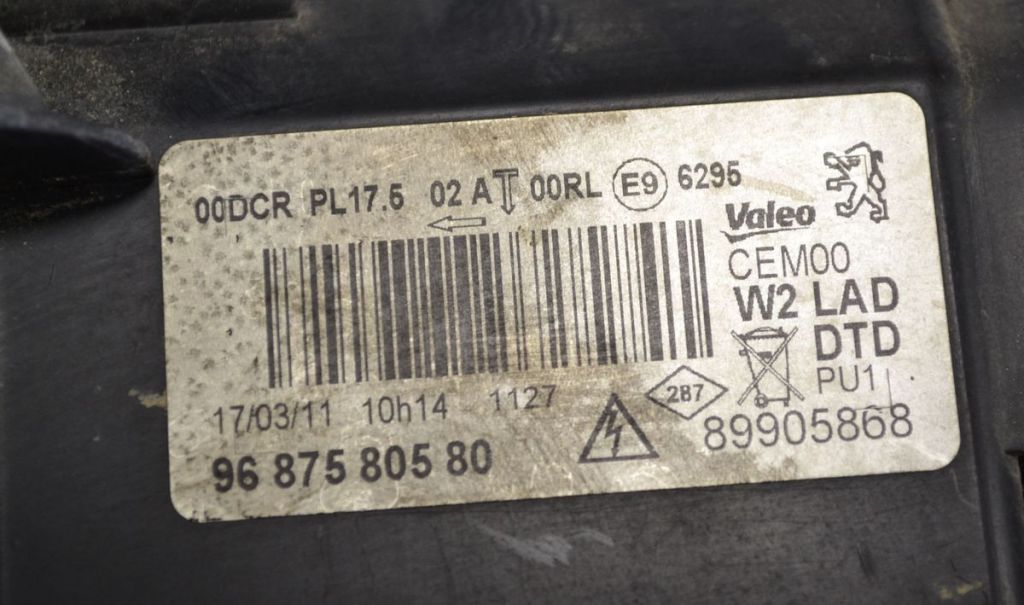 00DCR PL17.5 02 A 00RL E9 6295
Valeo
CEM00
W2 LAD
DTD
PU1
17/03/11 10h14 1127
287
89905868
96 875 805 80